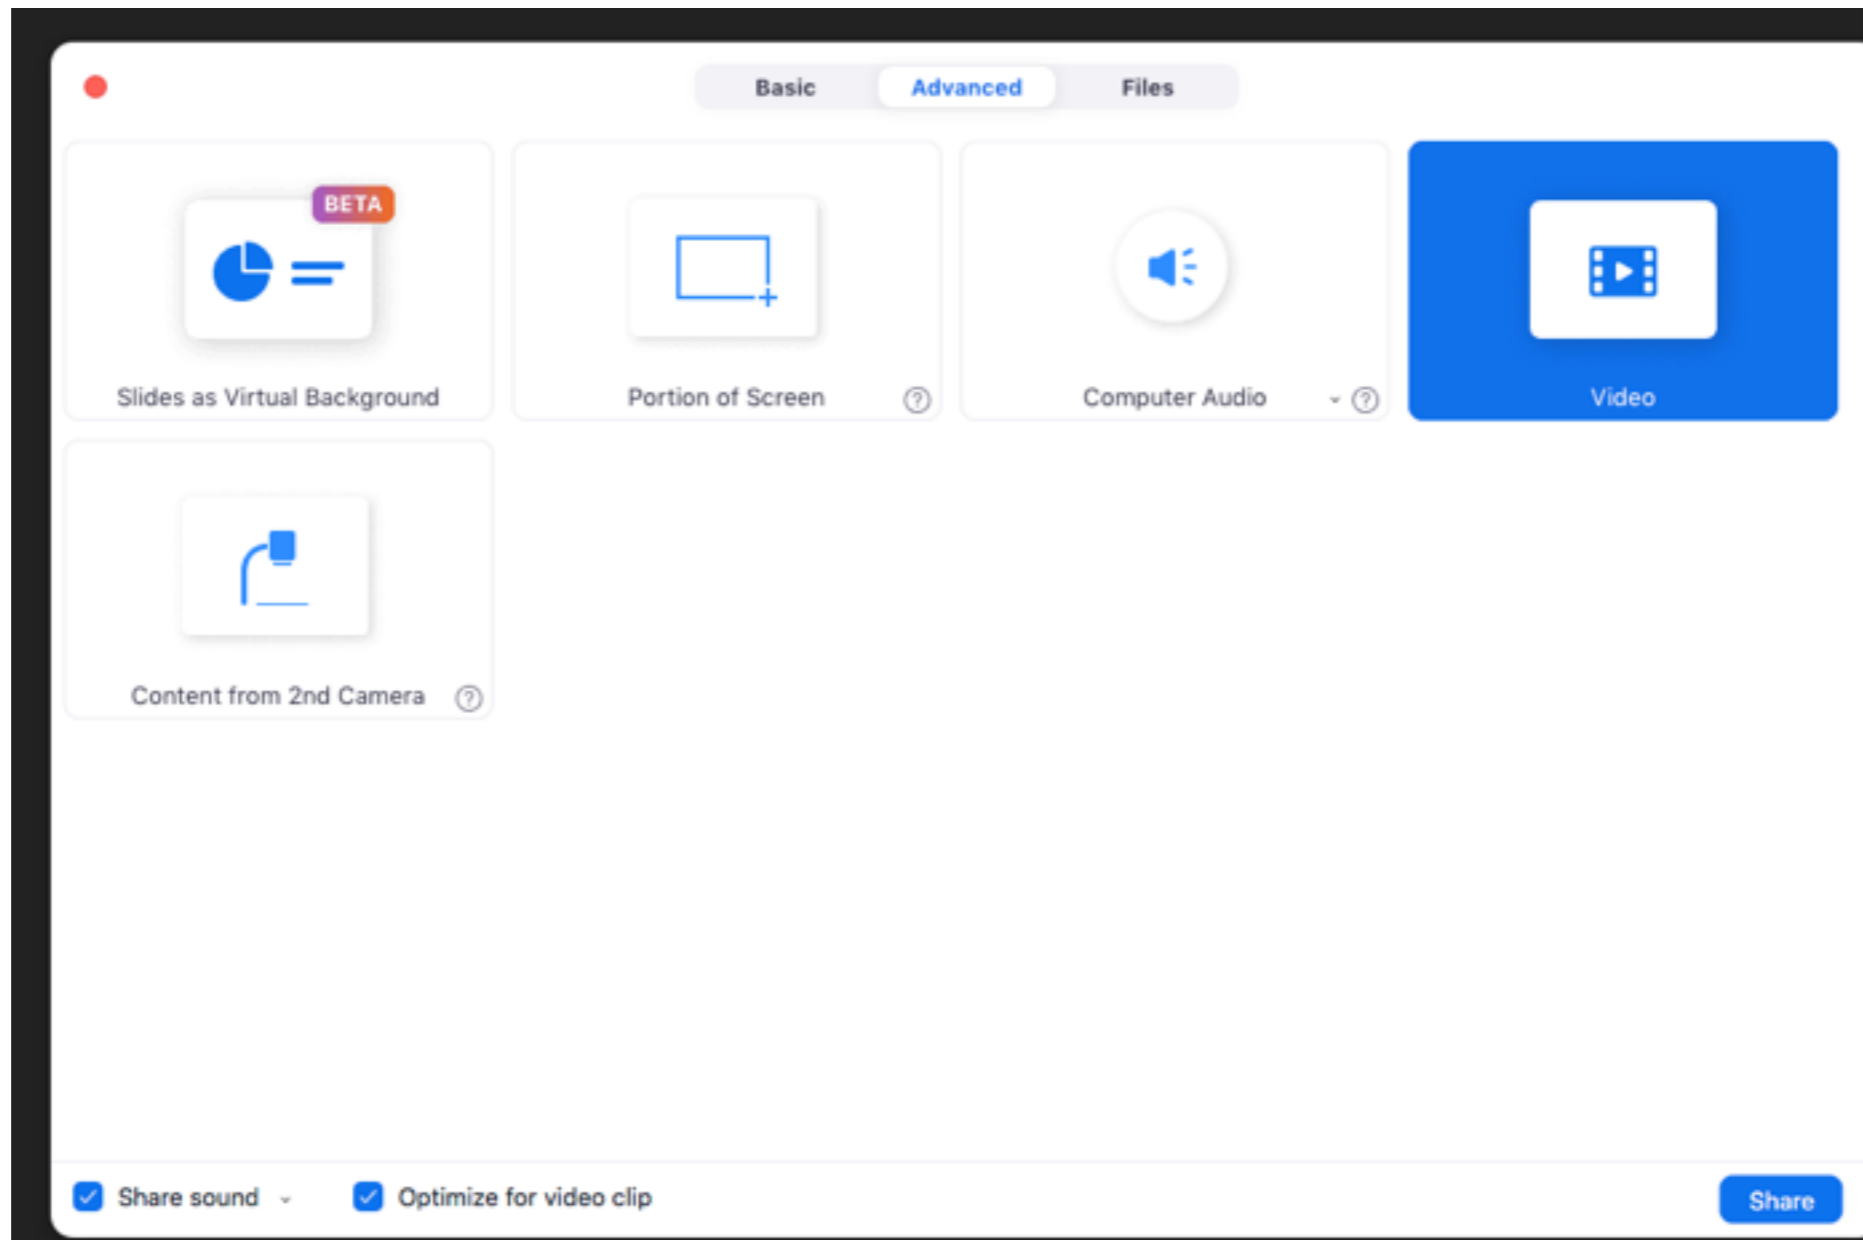 Basic Advanced Files
BETA
Slides as Virtual Background
Portion of Screen ?
Computer Audio ?
Video
Content from 2nd Camera ?
Share sound
Optimize for video clip
Share